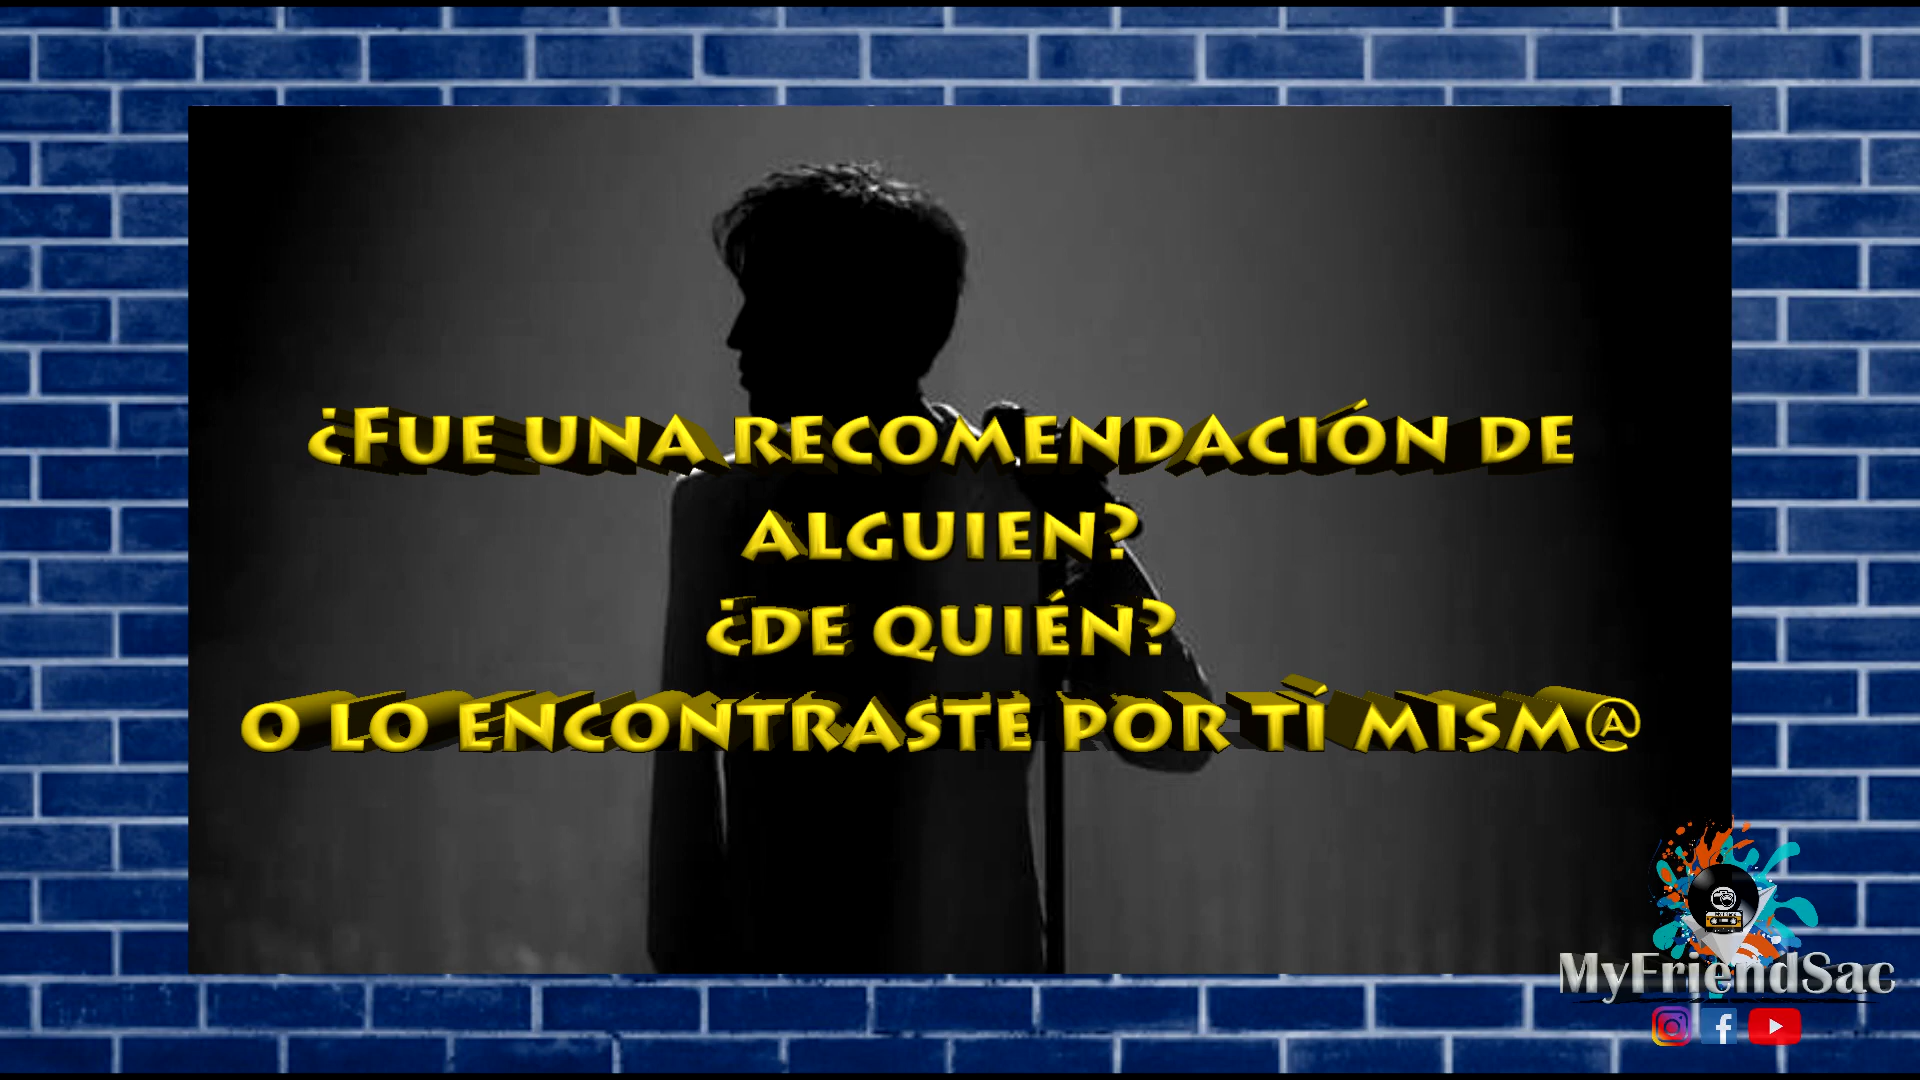 ¿Fue una recomendación de
alguien?
¿de quién?
o lo encontraste por tí mism@
MyFriendSac